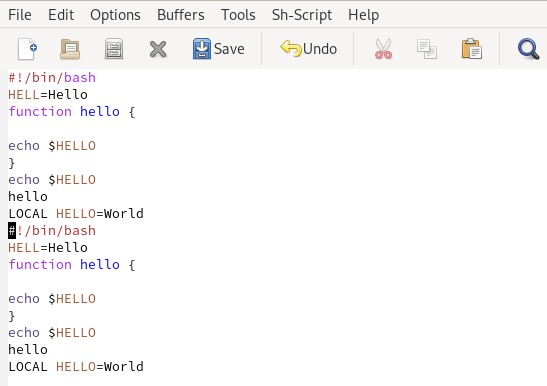 File Edit Options Buffers Tools Sh-Script Help
Save Undo
#!/bin/bash
HELL=Hello
function hello {
echo $HELLO
}
echo $HELLO
hello
LOCAL HELLO=World
#!/bin/bash
HELL=Hello
function hello {
echo $HELLO
}
echo $HELLO
hello
LOCAL HELLO=World